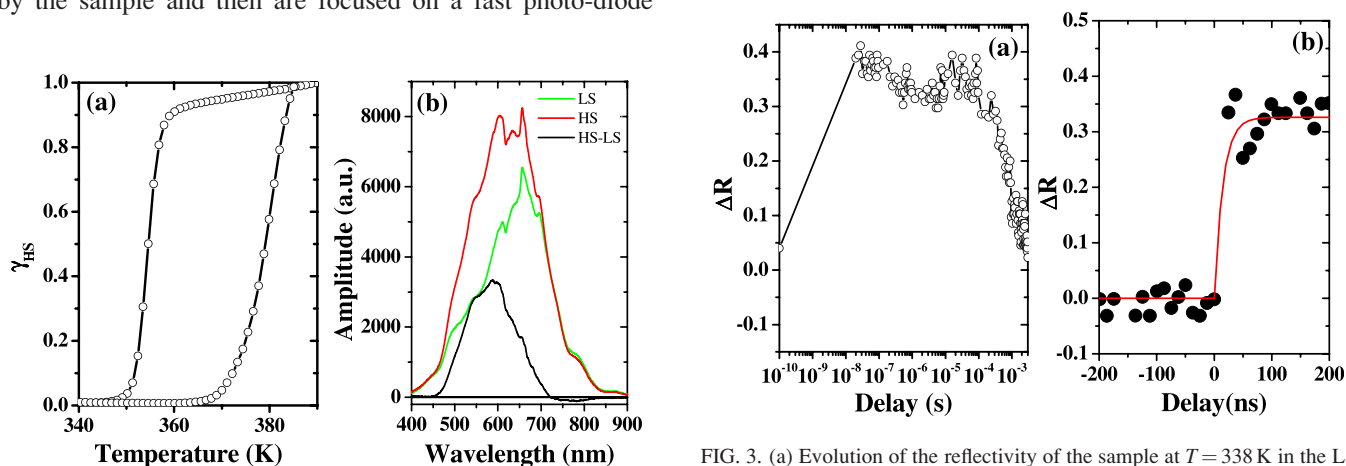 by the sample and then are focused on a fast photo-diode
(a)
1.0
0.8
0.6
0.4
0.2
0.0
γHS
340 360 380
Temperature (K)
(b)
LS
HS
HS-LS
8000
6000
4000
2000
0
Amplitude (a.u.)
400 500 600 700 800 900
Wavelength (nm)
(a)
0.4
0.3
0.2
0.1
0.0
-0.1
ΔR
10⁻¹⁰ 10⁻⁹ 10⁻⁸ 10⁻⁷ 10⁻⁶ 10⁻⁵ 10⁻⁴ 10⁻³
Delay (s)
(b)
0.5
0.4
0.3
0.2
0.1
0.0
-0.1
ΔR
-200 -100 0 100 200
Delay(ns)
FIG. 3. (a) Evolution of the reflectivity of the sample at T = 338 K in the L